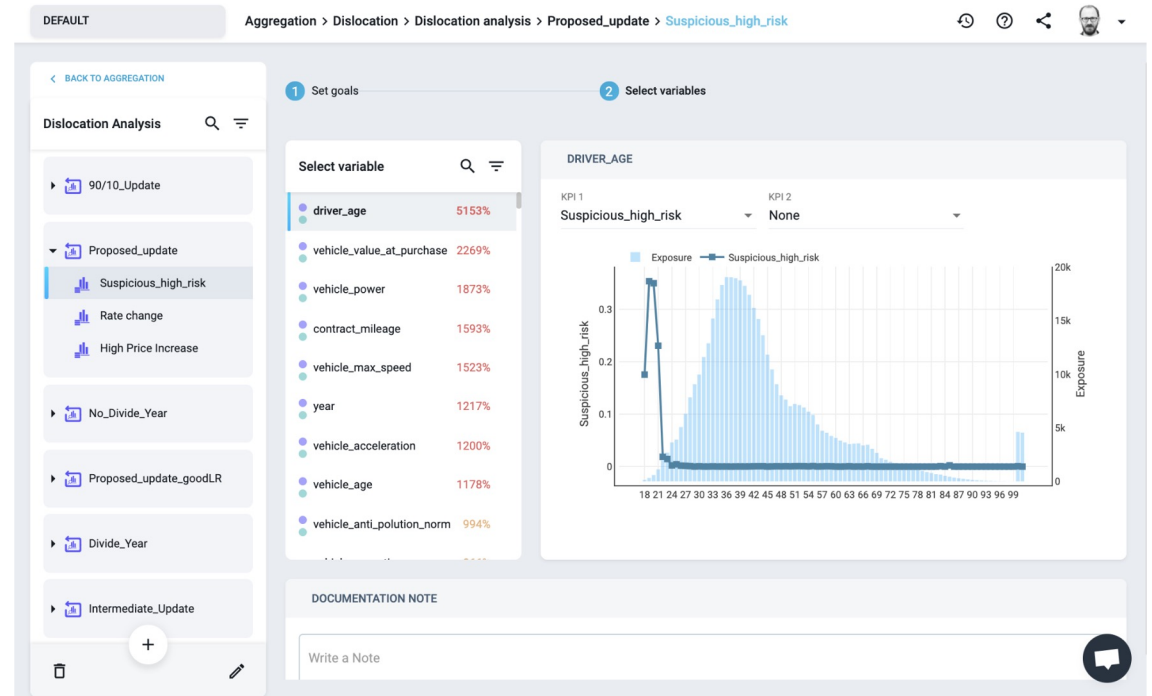 DEFAULT
Aggregation > Dislocation > Dislocation analysis > Proposed_update > Suspicious_high_risk
BACK TO AGGREGATION
Dislocation Analysis
90/10_Update
Proposed_update
Suspicious_high_risk
Rate change
High Price Increase
No_Divide_Year
Proposed_update_goodLR
Divide_Year
Intermediate_Update
+
1 Set goals
2 Select variables
Select variable
driver_age 5153%
vehicle_value_at_purchase 2269%
vehicle_power 1873%
contract_mileage 1593%
vehicle_max_speed 1523%
year 1217%
vehicle_acceleration 1200%
vehicle_age 1178%
vehicle_anti_polution_norm 994%
DRIVER_AGE
KPI 1
Suspicious_high_risk
KPI 2
None
Exposure
Suspicious_high_risk
Suspicious_high_risk
0.3
0.2
0.1
0
20k
15k
10k
5k
0
Exposure
18 21 24 27 30 33 36 39 42 45 48 51 54 57 60 63 66 69 72 75 78 81 84 87 90 93 96 99
DOCUMENTATION NOTE
Write a Note